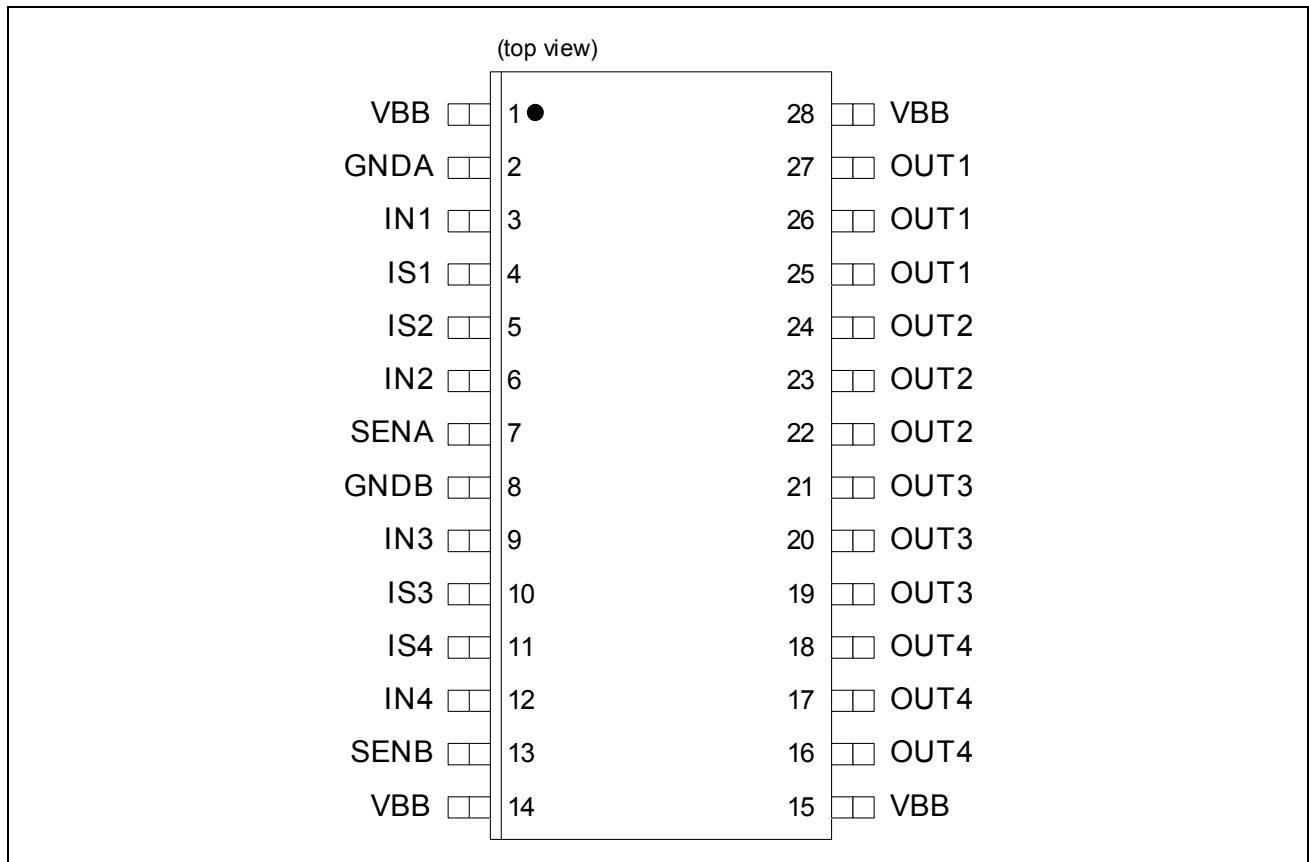 (top view)
VBB 1 28 VBB
GNDA 2 27 OUT1
IN1 3 26 OUT1
IS1 4 25 OUT1
IS2 5 24 OUT2
IN2 6 23 OUT2
SENA 7 22 OUT2
GNDB 8 21 OUT3
IN3 9 20 OUT3
IS3 10 19 OUT3
IS4 11 18 OUT4
IN4 12 17 OUT4
SENB 13 16 OUT4
VBB 14 15 VBB